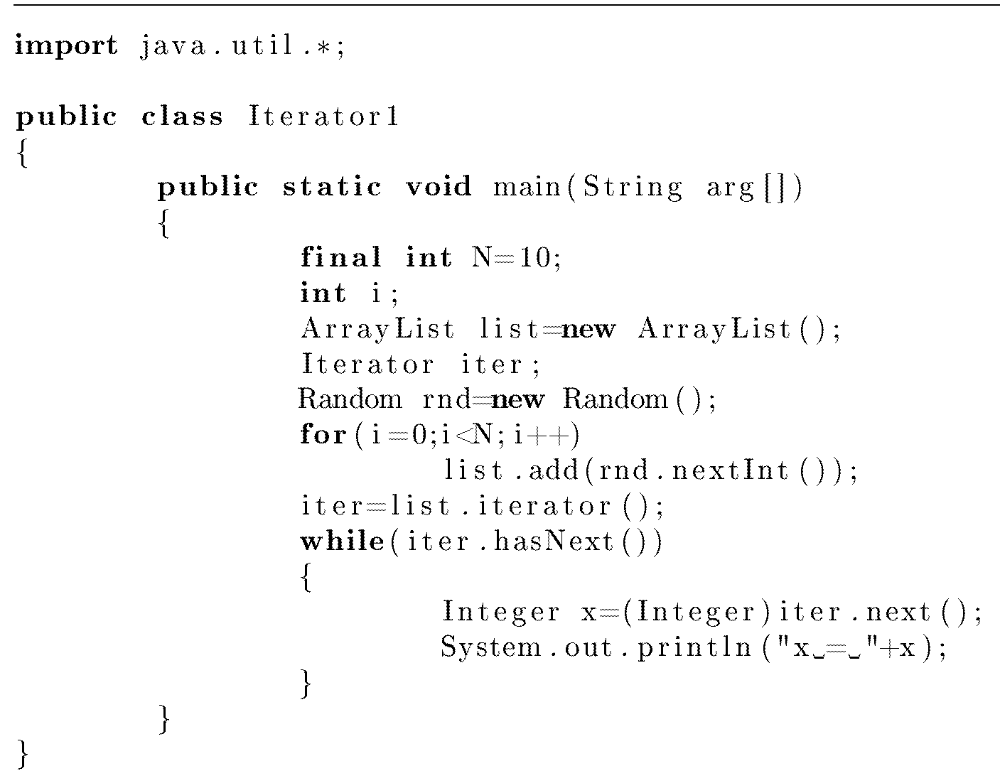 import java.util.*;
public class Iterator1
{
public static void main(String arg[])
{
final int N=10;
int i;
ArrayList list=new ArrayList();
Iterator iter;
Random rnd=new Random();
for(i=0;i<N;i++)
list.add(rnd.nextInt());
iter=list.iterator();
while(iter.hasNext())
{
Integer x=(Integer)iter.next();
System.out.println("x␣=␣"+x);
}
}
}